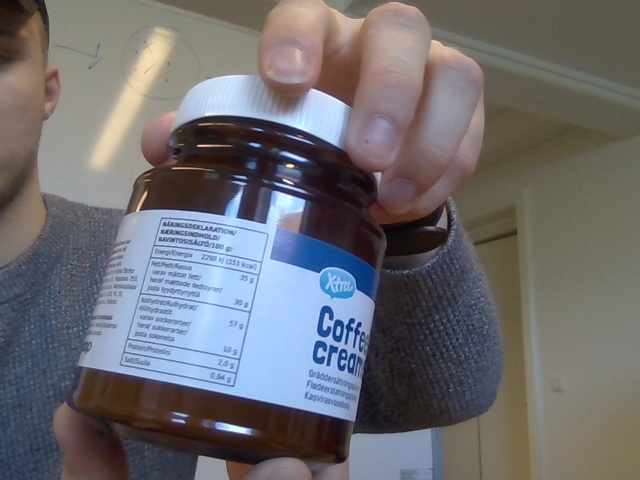 NÄRINGSDEKLARATION/
NÆRINGSINDHOLD/
RAVINTOSISÄLTÖ/100 g:
Energi/Energia 2298 kJ (551 kcal)
Fett/Fedt/Rasva 35 g
varav mättat fett/
heraf mættede fedtsyrer/
josta tyydyttynyttä 30 g
Kolhydrat/Kulhydrat/
Hiilihydraatit 57 g
varav sockerarter/
heraf sukkerarter/
josta sokereita 10 g
Protein/Proteiini 2,0 g
Salt/Suola 0,94 g
Xtra
Coffee
cream